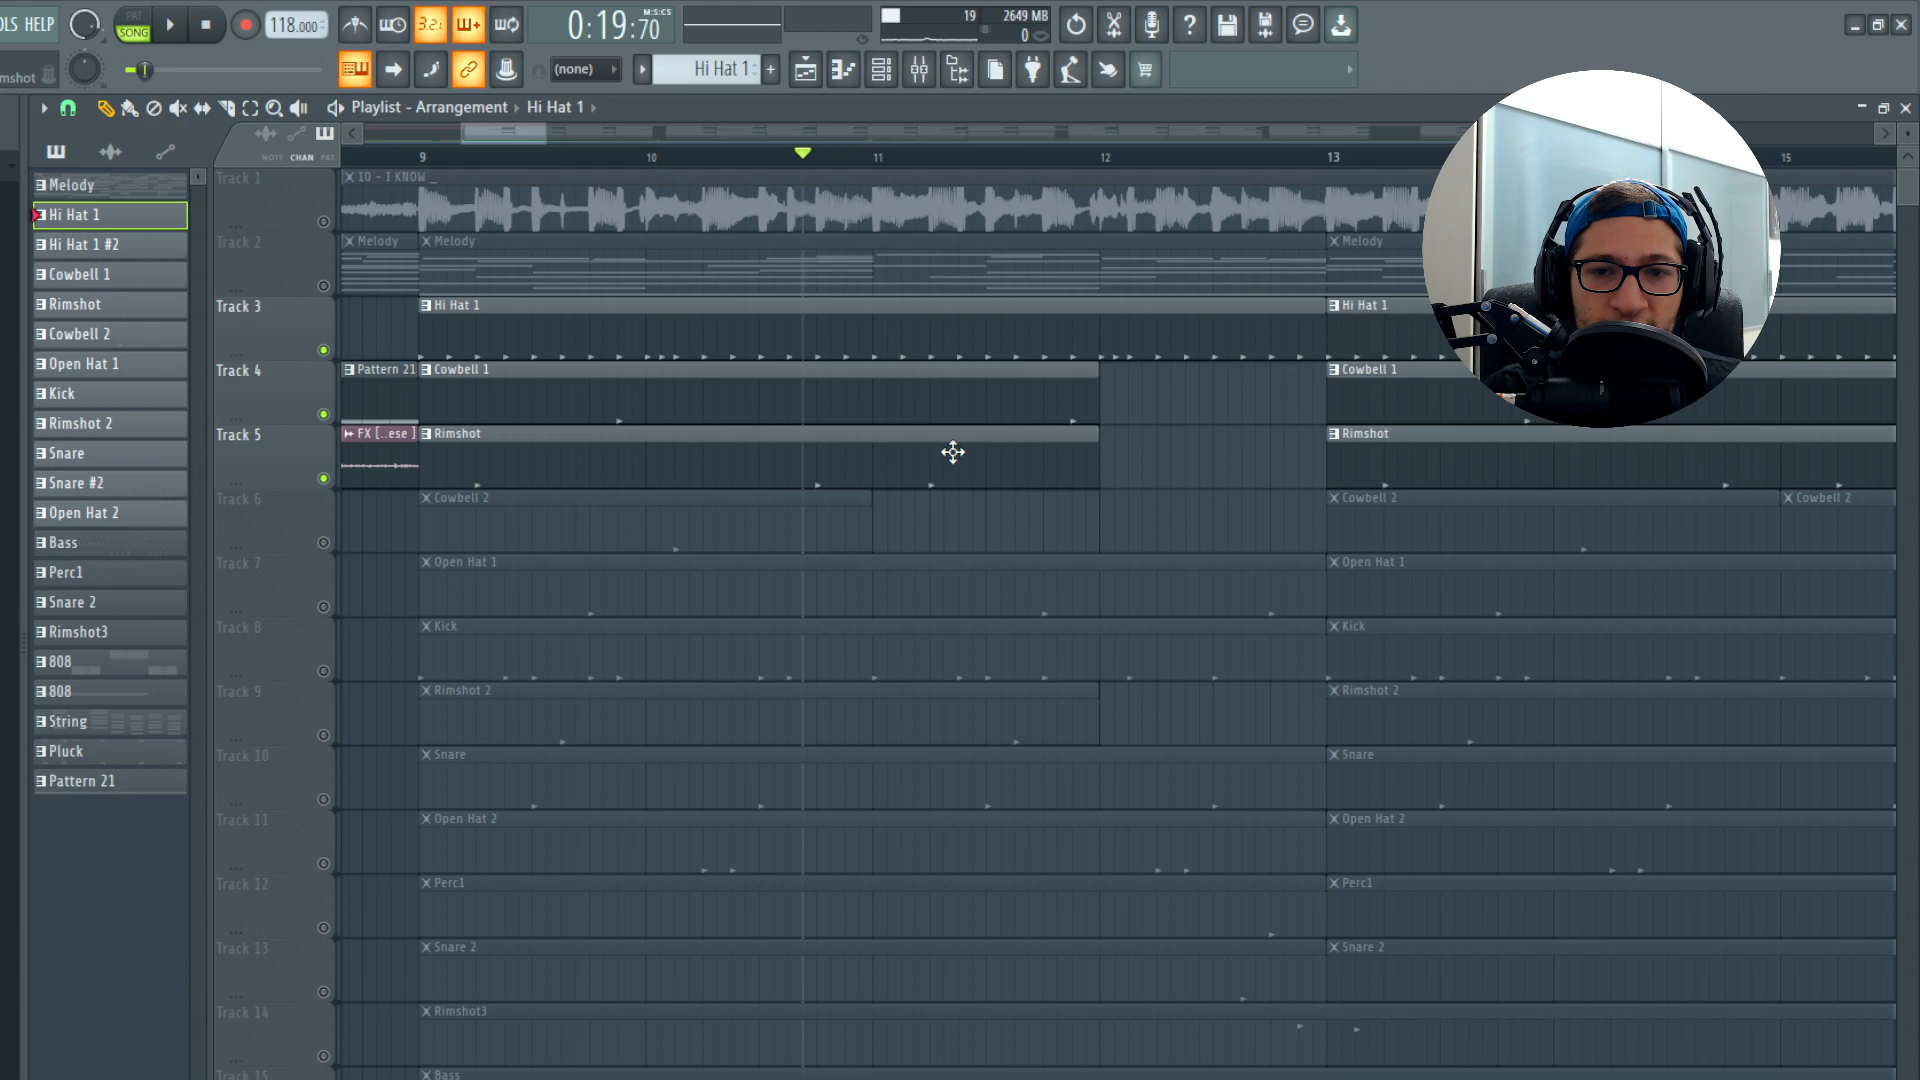 OLS HELP
PAT
SONG
118.000
3.2.
0:19:70
M:S:CS
19
2649 MB
0
mshot
(none)
Hi Hat 1
+
Playlist - Arrangement
Hi Hat 1
NOTE
CHAN
PAT
9
10
11
12
13
15
Melody
Hi Hat 1
Hi Hat 1 #2
Cowbell 1
Rimshot
Cowbell 2
Open Hat 1
Kick
Rimshot 2
Snare
Snare #2
Open Hat 2
Bass
Perc1
Snare 2
Rimshot3
808
808
String
Pluck
Pattern 21
Track 1
10 - I KNOW _
Track 2
Melody
Melody
Melody
Track 3
Hi Hat 1
Hi Hat 1
Track 4
Pattern 21
Cowbell 1
Cowbell 1
Track 5
FX [..ese ]
Rimshot
Rimshot
Track 6
Cowbell 2
Cowbell 2
Cowbell 2
Track 7
Open Hat 1
Open Hat 1
Track 8
Kick
Kick
Track 9
Rimshot 2
Rimshot 2
Track 10
Snare
Snare
Track 11
Open Hat 2
Open Hat 2
Track 12
Perc1
Perc1
Track 13
Snare 2
Snare 2
Track 14
Rimshot3
Track 15
Bass